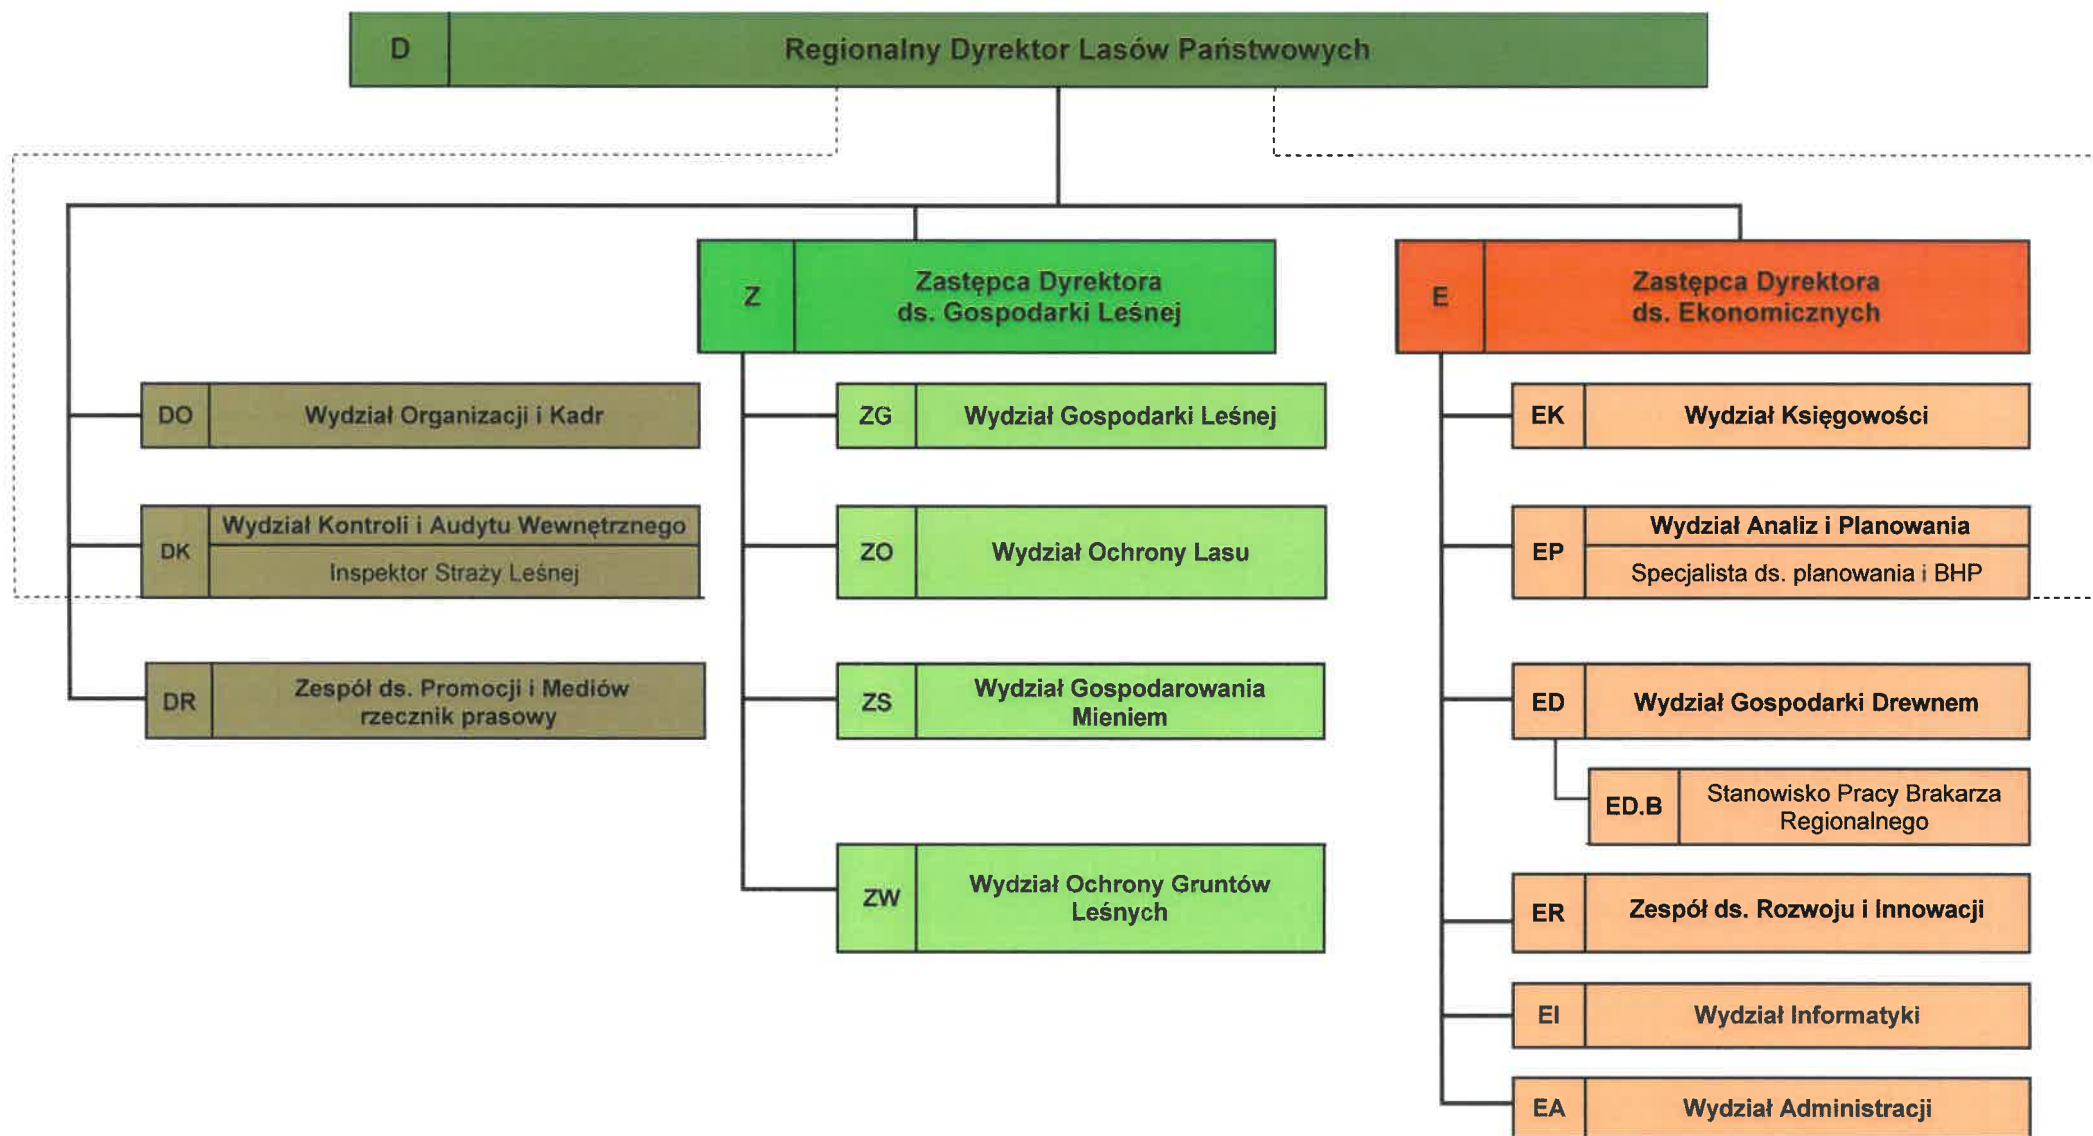 D
Regionalny Dyrektor Lasów Państwowych
Z
Zastępca Dyrektora
ds. Gospodarki Leśnej
E
Zastępca Dyrektora
ds. Ekonomicznych
DO
Wydział Organizacji i Kadr
DK
Wydział Kontroli i Audytu Wewnętrznego
Inspektor Straży Leśnej
DR
Zespół ds. Promocji i Mediów
rzecznik prasowy
ZG
Wydział Gospodarki Leśnej
ZO
Wydział Ochrony Lasu
ZS
Wydział Gospodarowania
Mieniem
ZW
Wydział Ochrony Gruntów
Leśnych
EK
Wydział Księgowości
EP
Wydział Analiz i Planowania
Specjalista ds. planowania i BHP
ED
Wydział Gospodarki Drewnem
ED.B
Stanowisko Pracy Brakarza
Regionalnego
ER
Zespół ds. Rozwoju i Innowacji
EI
Wydział Informatyki
EA
Wydział Administracji